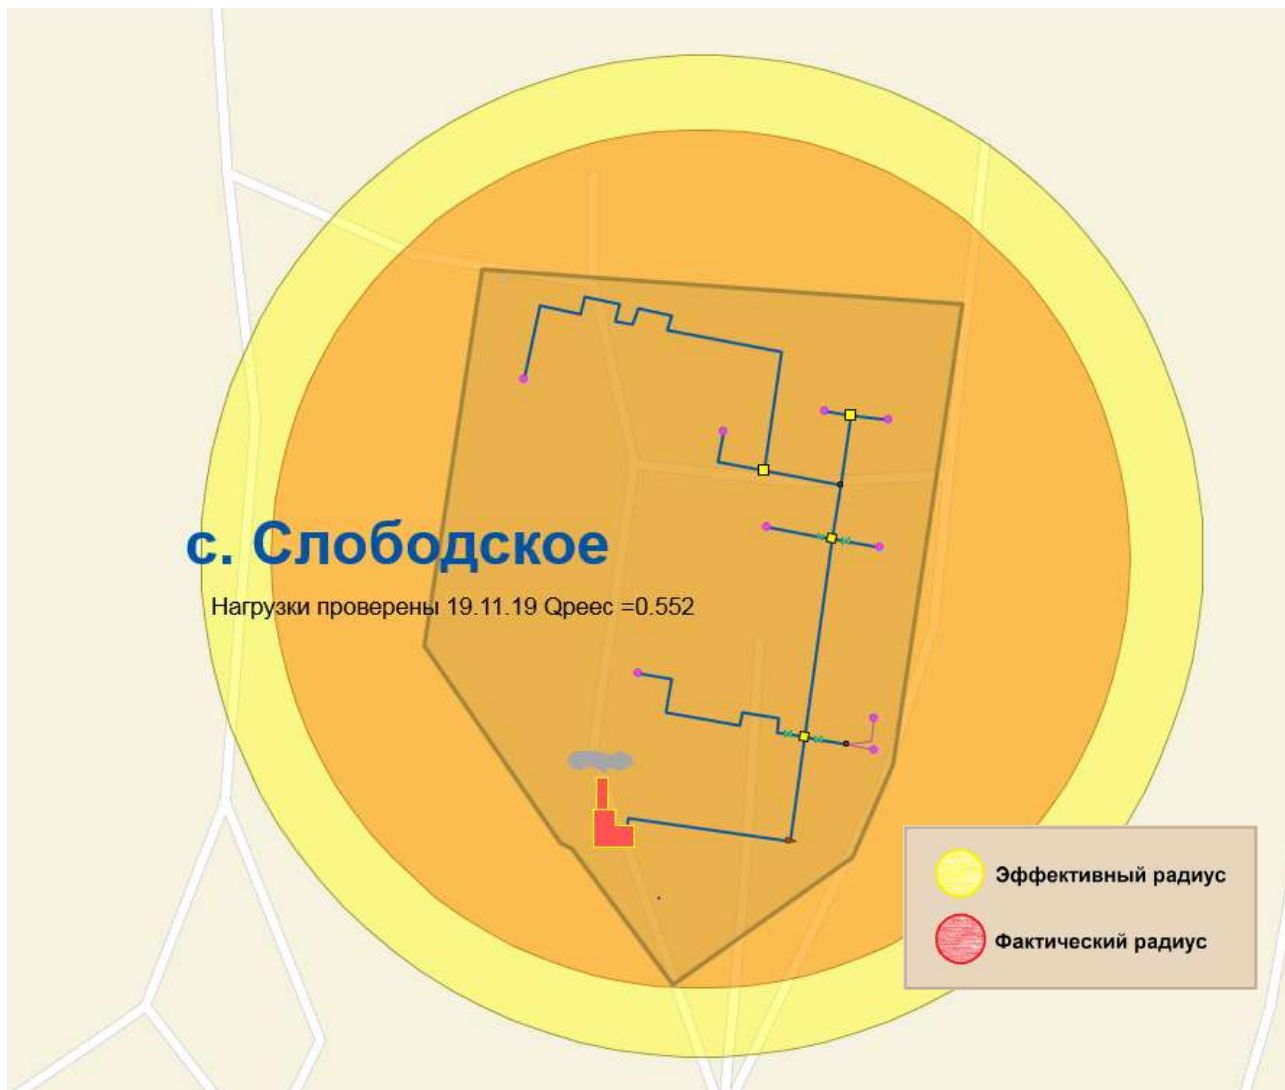 с. Слободское
Нагрузки проверены 19.11.19 Qреес =0.552
Эффективный радиус
Фактический радиус